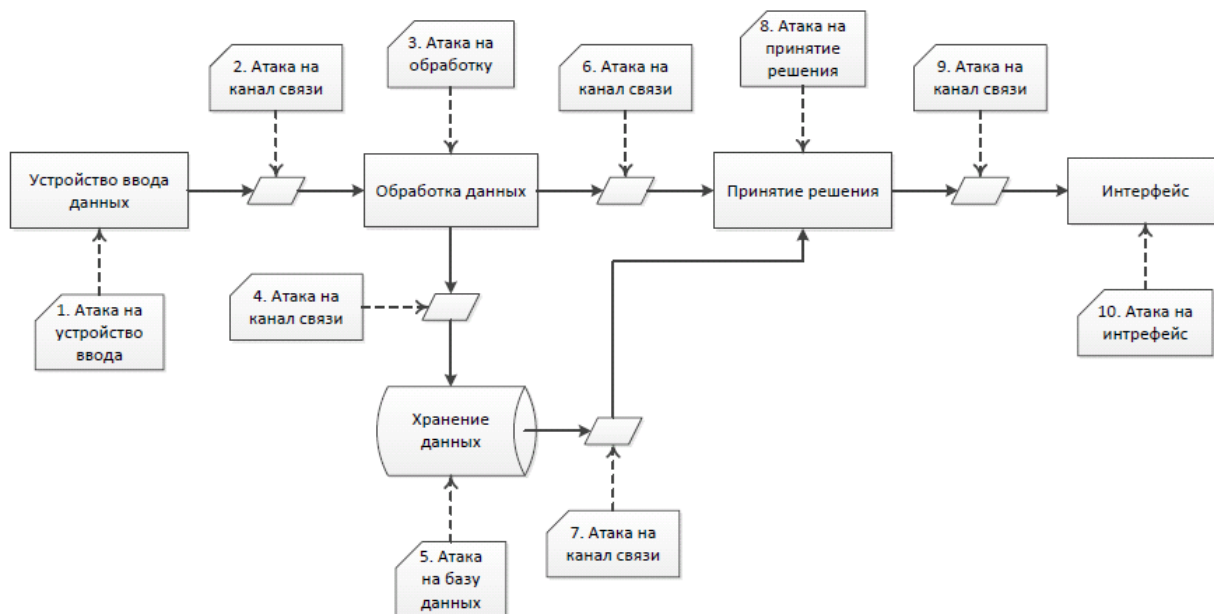 3. Атака на
обработку
8. Атака на
принятие
решения
2. Атака на
канал связи
6. Атака на
канал связи
9. Атака на
канал связи
Устройство ввода
данных
Обработка данных
Принятие решения
Интерфейс
4. Атака на
канал связи
1. Атака на
устройство
ввода
10. Атака на
интрефейс
Хранение
данных
7. Атака на
канал связи
5. Атака
на базу
данных